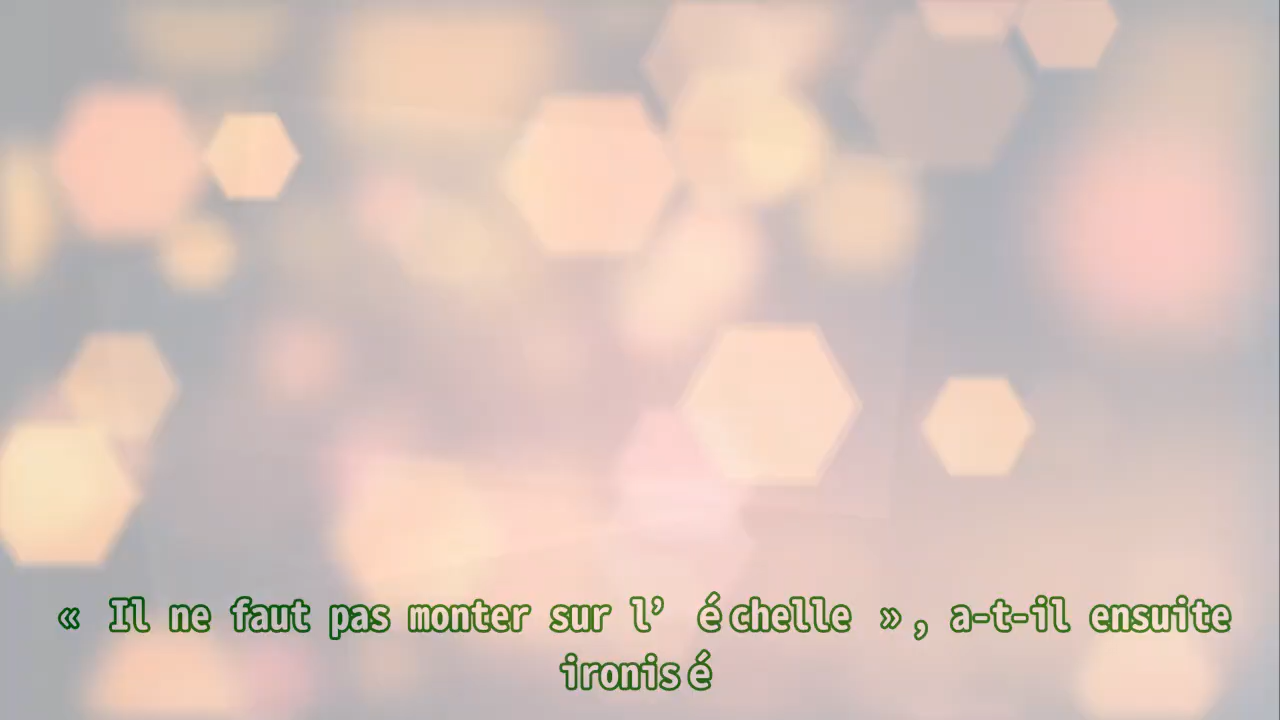 « Il ne faut pas monter sur l’échelle », a-t-il ensuite
ironisé